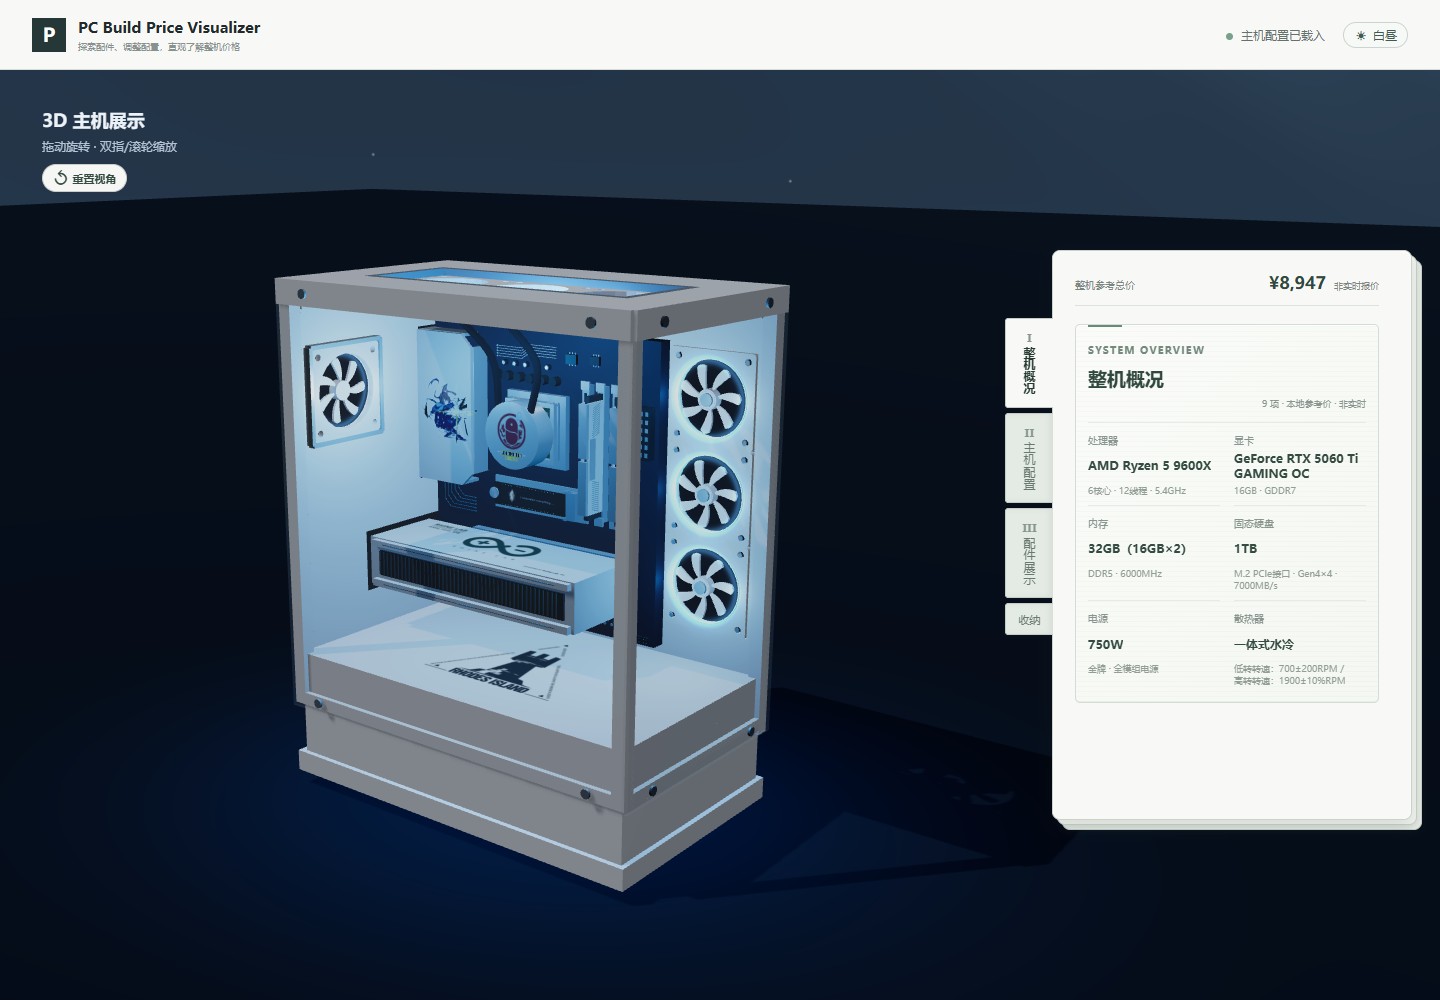 P
PC Build Price Visualizer
探索配件、调整配置，直观了解整机价格
主机配置已载入
☀ 白昼
3D 主机展示
拖动旋转 · 双指/滚轮缩放
重置视角
整机参考总价
¥8,947 非实时报价
I
整机概况
II
主机配置
III
配件展示
收纳
SYSTEM OVERVIEW
整机概况
9 项 · 本地参考价 · 非实时
处理器
AMD Ryzen 5 9600X
6核心 · 12线程 · 5.4GHz
显卡
GeForce RTX 5060 Ti
GAMING OC
16GB · GDDR7
内存
32GB（16GB×2）
DDR5 · 6000MHz
固态硬盘
1TB
M.2 PCIe接口 · Gen4×4 ·
7000MB/s
电源
750W
金牌 · 全模组电源
散热器
一体式水冷
低转转速：700±200RPM /
高转转速：1900±10%RPM
RHODES ISLAND